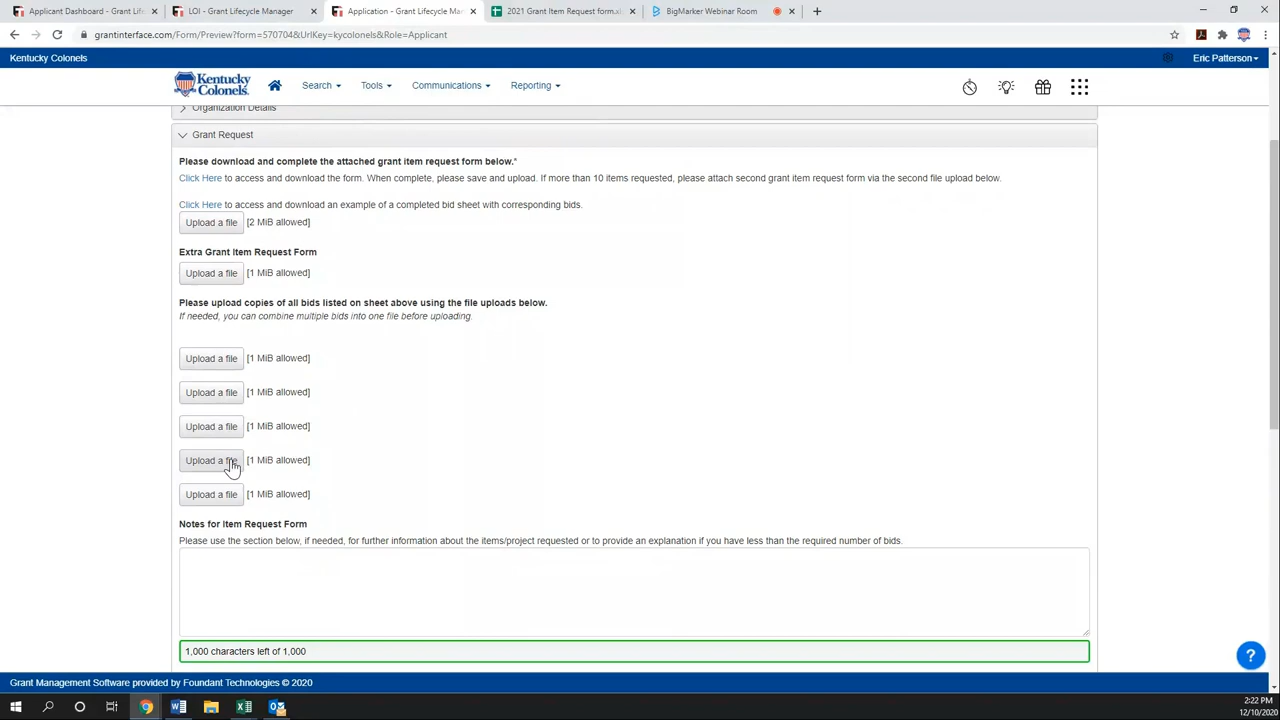 Applicant Dashboard - Grant Life
LOI - Grant Lifecycle Manager
Application - Grant Lifecycle Ma
2021 Grant Item Request form.xl
BigMarker Webinar Room
grantinterface.com/Form/Preview?form=570704&UrlKey=kycolonels&Role=Applicant
Kentucky Colonels
Eric Patterson
Kentucky Colonels.
Search
Tools
Communications
Reporting
Organization Details
Grant Request
Please download and complete the attached grant item request form below.*
Click Here to access and download the form. When complete, please save and upload. If more than 10 items requested, please attach second grant item request form via the second file upload below.
Click Here to access and download an example of a completed bid sheet with corresponding bids.
Upload a file [2 MiB allowed]
Extra Grant Item Request Form
Upload a file [1 MiB allowed]
Please upload copies of all bids listed on sheet above using the file uploads below.
If needed, you can combine multiple bids into one file before uploading.
Upload a file [1 MiB allowed]
Upload a file [1 MiB allowed]
Upload a file [1 MiB allowed]
Upload a file [1 MiB allowed]
Upload a file [1 MiB allowed]
Notes for Item Request Form
Please use the section below, if needed, for further information about the items/project requested or to provide an explanation if you have less than the required number of bids.
1,000 characters left of 1,000
?
Grant Management Software provided by Foundant Technologies © 2020
2:22 PM
12/10/2020